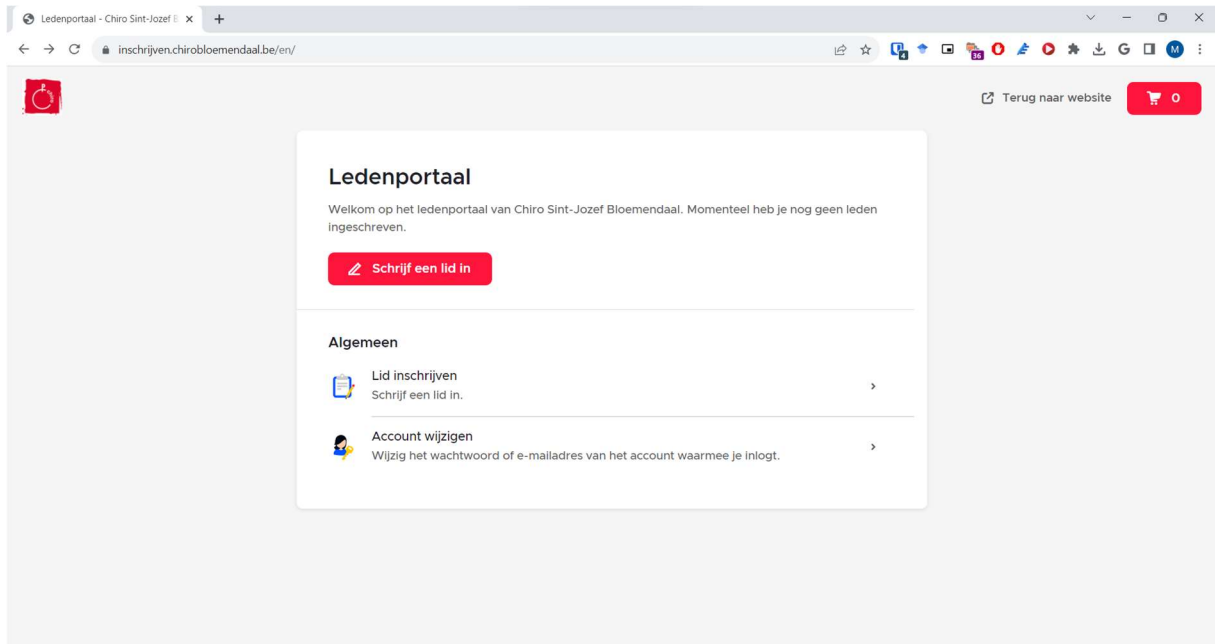 Ledenportaal - Chiro Sint-Jozef B
inschrijven.chirobloemendaal.be/en/
4
36
G
M
Terug naar website
0
Ledenportaal
Welkom op het ledenportaal van Chiro Sint-Jozef Bloemendaal. Momenteel heb je nog geen leden
ingeschreven.
Schrijf een lid in
Algemeen
Lid inschrijven
Schrijf een lid in.
Account wijzigen
Wijzig het wachtwoord of e-mailadres van het account waarmee je inlogt.